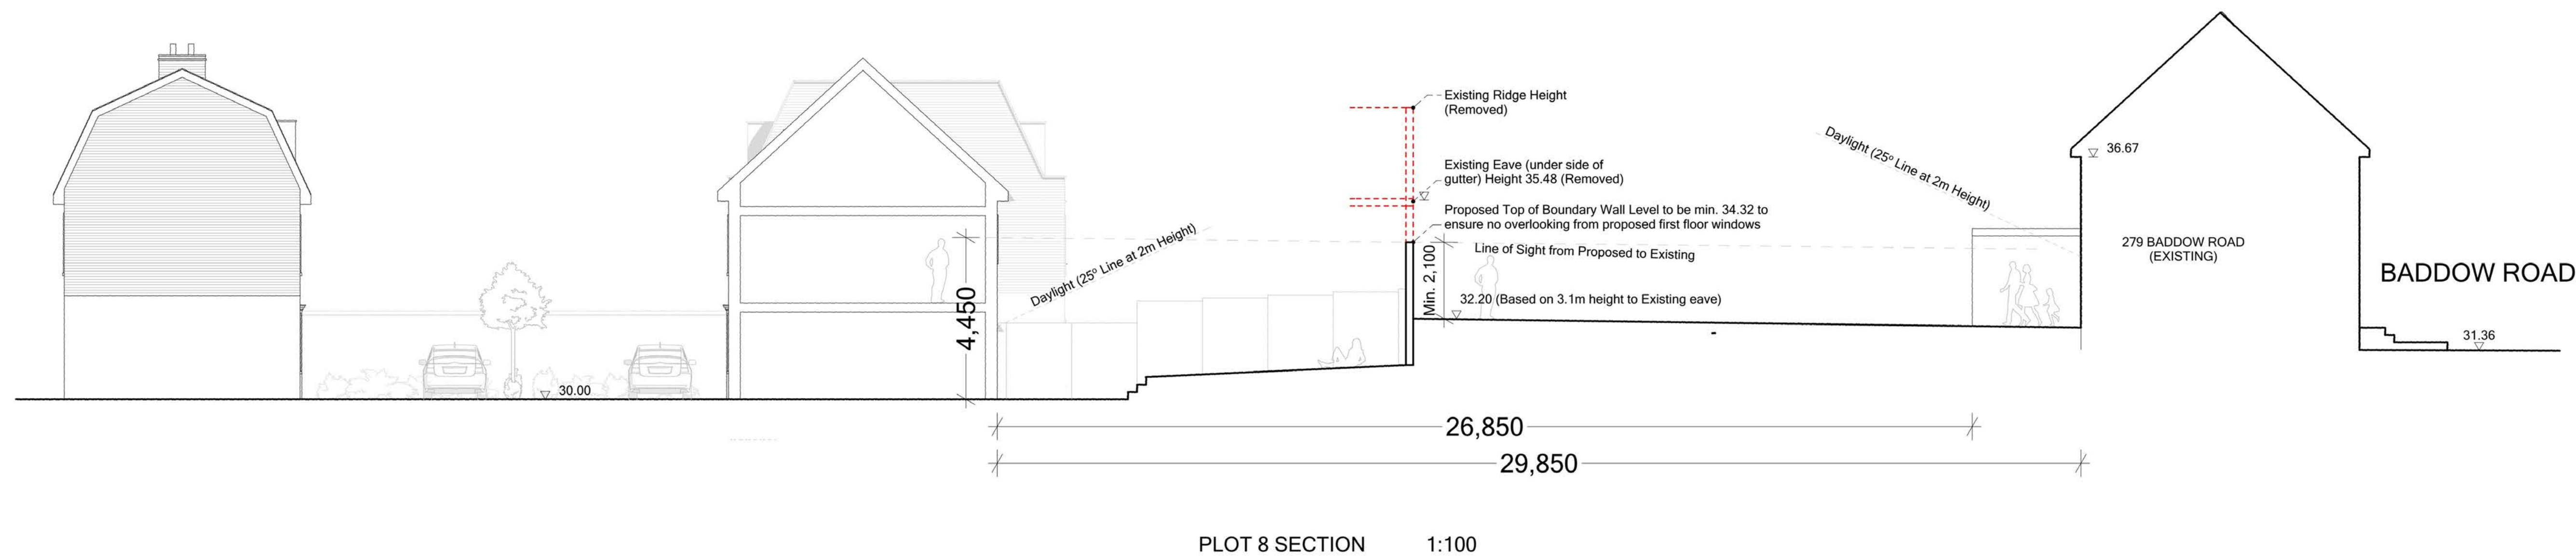 Existing Ridge Height
(Removed)
Daylight (25º Line at 2m Height)
36.67
Existing Eave (under side of
gutter) Height 35.48 (Removed)
Proposed Top of Boundary Wall Level to be min. 34.32 to
ensure no overlooking from proposed first floor windows
Daylight (25º Line at 2m Height)
Line of Sight from Proposed to Existing
279 BADDOW ROAD
(EXISTING)
BADDOW ROAD
4,450
Min. 2,100
32.20 (Based on 3.1m height to Existing eave)
31.36
30.00
26,850
29,850
PLOT 8 SECTION 1:100